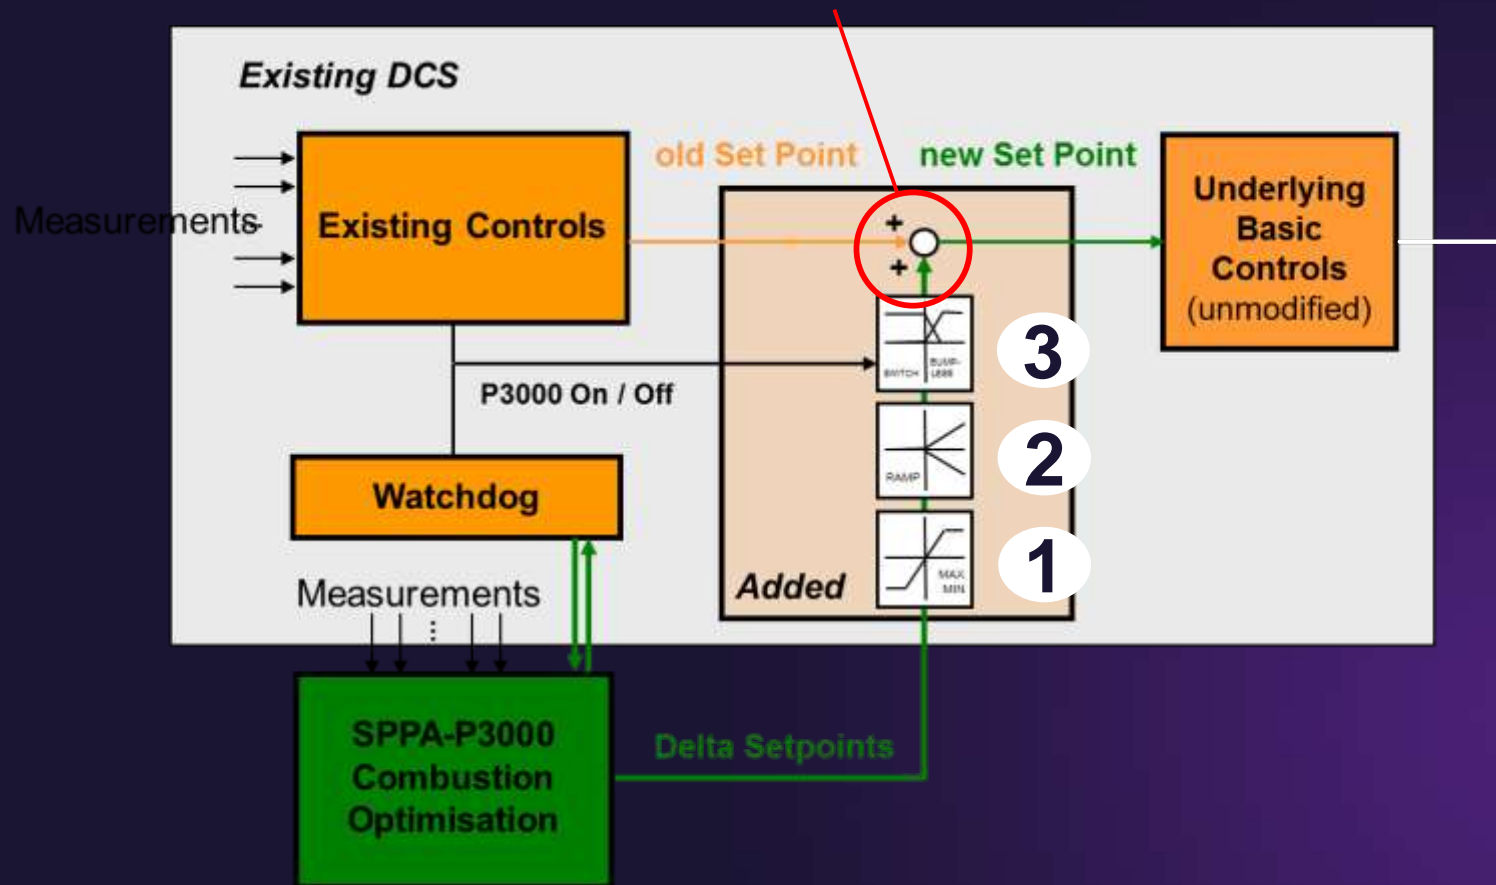 Existing DCS
old Set Point
new Set Point
Measurements
Existing Controls
+
+
Underlying
Basic
Controls
(unmodified)
SWITCH
BUMP-
LESS
3
P3000 On / Off
RAMP
2
Watchdog
MAX
MIN
1
Added
Measurements
SPPA-P3000
Combustion
Optimisation
Delta Setpoints